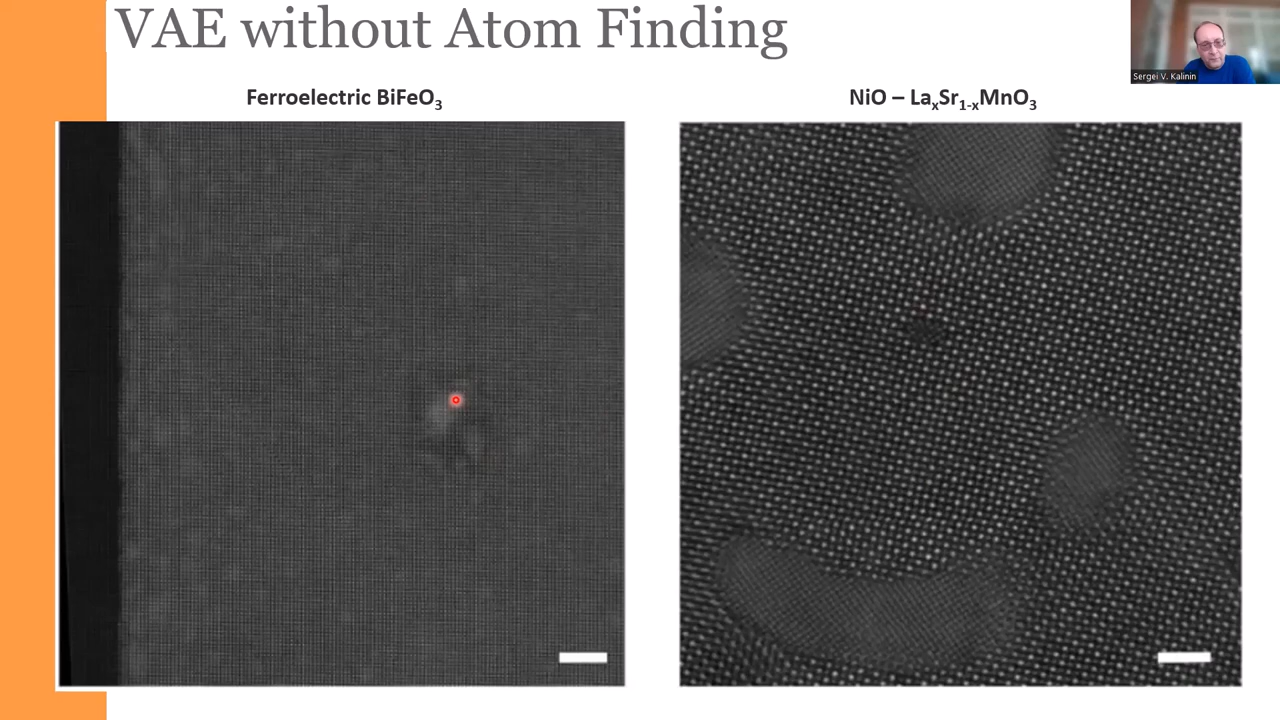 VAE without Atom Finding
Sergei V. Kalinin
Ferroelectric BiFeO₃
NiO – LaₓSr₁₋ₓMnO₃